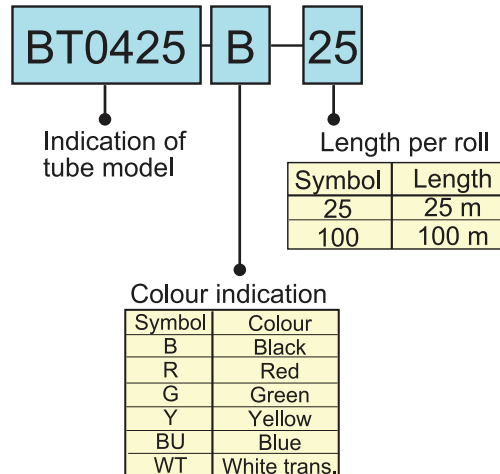 BT0425 B 25
Indication of
tube model
Length per roll
Symbol Length
25 25 m
100 100 m
Colour indication
Symbol Colour
B Black
R Red
G Green
Y Yellow
BU Blue
WT White trans.